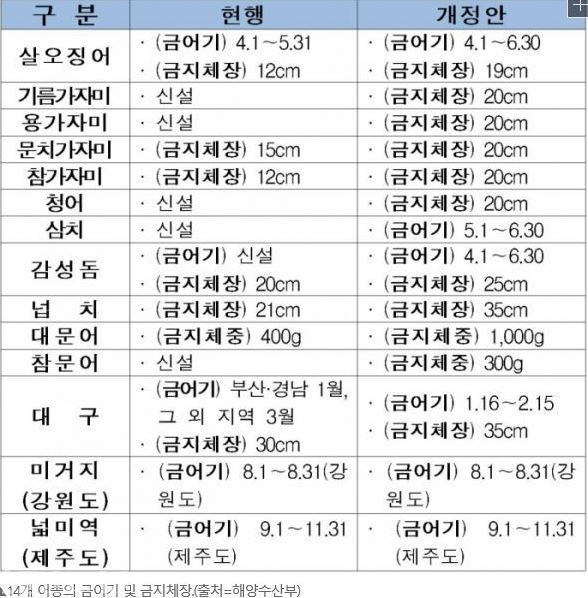 구 분 현행 개정안
살오징어 · (금어기) 4.1~5.31 · (금어기) 4.1~6.30
· (금지체장) 12cm · (금지체장) 19cm
기름가자미 · 신설 · (금지체장) 20cm
용가자미 · 신설 · (금지체장) 20cm
문치가자미 · (금지체장) 15cm · (금지체장) 20cm
참가자미 · (금지체장) 12cm · (금지체장) 20cm
청어 · 신설 · (금지체장) 20cm
삼치 · 신설 · (금어기) 5.1~6.30
감성돔 · (금어기) 신설 · (금어기) 4.1~6.30
· (금지체장) 20cm · (금지체장) 25cm
넙 치 · (금지체장) 21cm · (금지체장) 35cm
대문어 · (금지체중) 400g · (금지체중) 1,000g
참문어 · 신설 · (금지체중) 300g
대 구 · (금어기) 부산·경남 1월,
그 외 지역 3월
· (금지체장) 30cm
· (금어기) 1.16~2.15
· (금지체장) 35cm
미거지
(강원도)
· (금어기) 8.1~8.31(강
원도)
· (금어기) 8.1~8.31(강
원도)
넓미역
(제주도)
· (금어기) 9.1~11.31
(제주도)
· (금어기) 9.1~11.31
(제주도)
▲14개 어종의 금어기 및 금지체장.(출처=해양수산부)